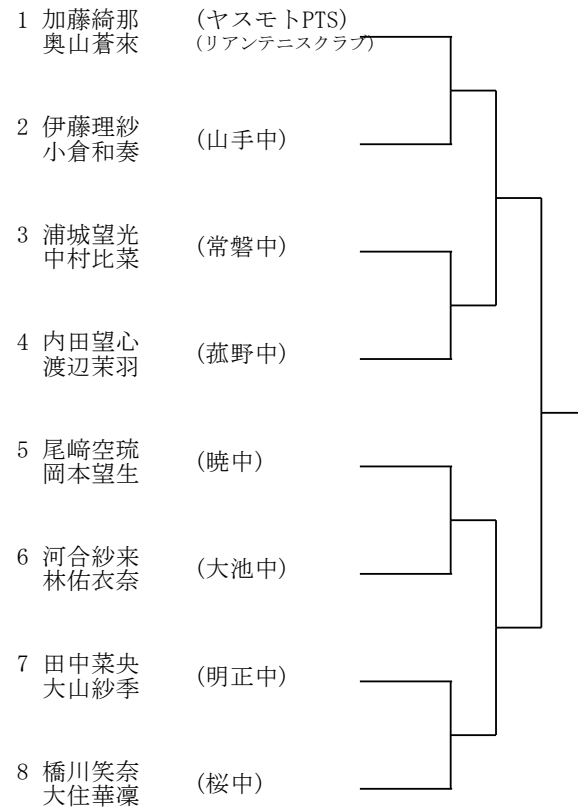 1 加藤綺那 (ヤスモトPTS)
奥山蒼來 (リアンテニスクラブ)
2 伊藤理紗
小倉和奏
(山手中)
3 浦城望光
中村比菜
(常磐中)
4 内田望心
渡辺茉羽
(菰野中)
5 尾﨑空琉
岡本望生
(暁中)
6 河合紗来
林佑衣奈
(大池中)
7 田中菜央
大山紗季
(明正中)
8 橋川笑奈
大住華凜
(桜中)